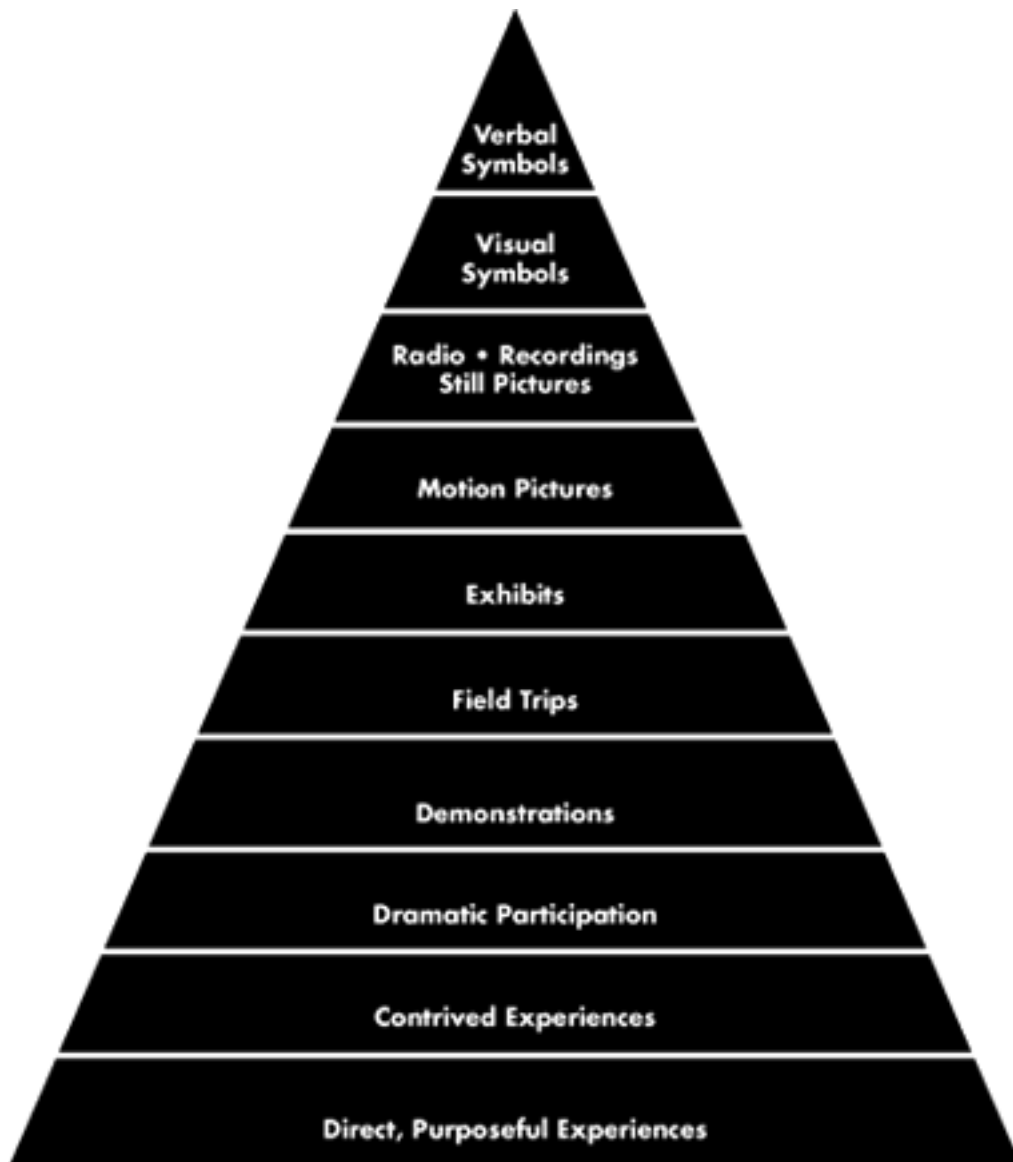 Verbal
Symbols
Visual
Symbols
Radio • Recordings
Still Pictures
Motion Pictures
Exhibits
Field Trips
Demonstrations
Dramatic Participation
Contrived Experiences
Direct, Purposeful Experiences